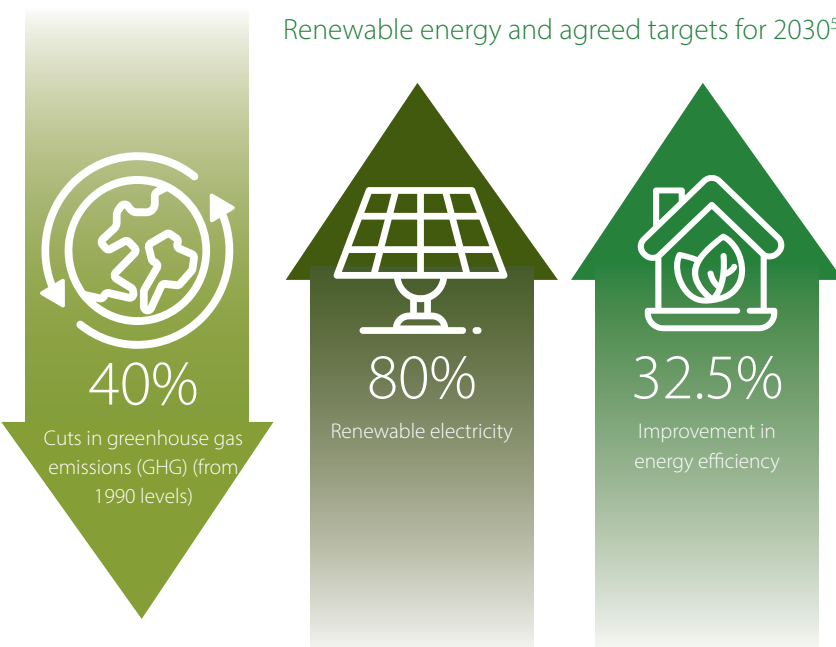 Renewable energy and agreed targets for 2030⁵
40%
Cuts in greenhouse gas
emissions (GHG) (from
1990 levels)
80%
Renewable electricity
32.5%
Improvement in
energy efficiency